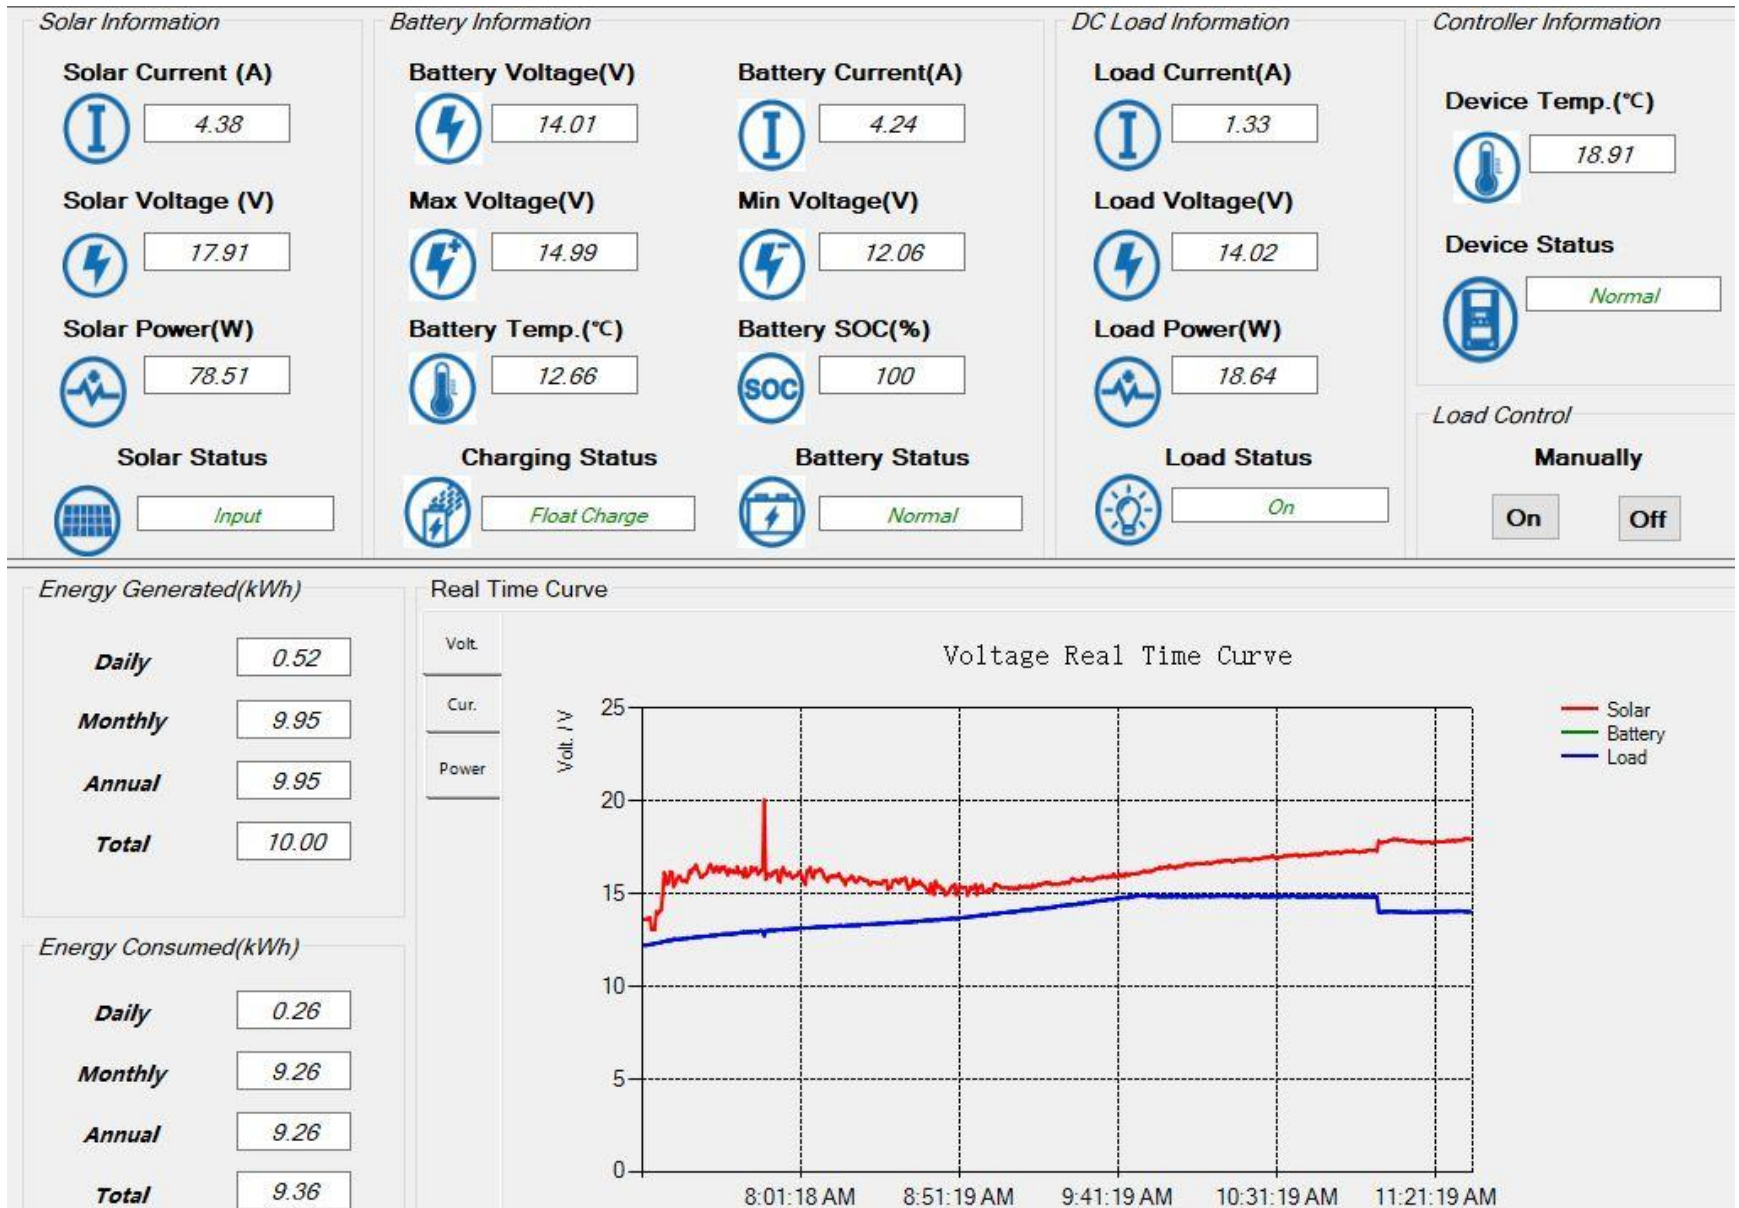 Solar Information
Solar Current (A)
4.38
Solar Voltage (V)
17.91
Solar Power(W)
78.51
Solar Status
Input
Battery Information
Battery Voltage(V)
14.01
Battery Current(A)
4.24
Max Voltage(V)
14.99
Min Voltage(V)
12.06
Battery Temp.(℃)
12.66
Battery SOC(%)
SOC
100
Charging Status
Float Charge
Battery Status
Normal
DC Load Information
Load Current(A)
1.33
Load Voltage(V)
14.02
Load Power(W)
18.64
Load Status
On
Controller Information
Device Temp.(℃)
18.91
Device Status
Normal
Load Control
Manually
On Off
Energy Generated(kWh)
Daily 0.52
Monthly 9.95
Annual 9.95
Total 10.00
Energy Consumed(kWh)
Daily 0.26
Monthly 9.26
Annual 9.26
Total 9.36
Real Time Curve
Volt.
Cur.
Power
Voltage Real Time Curve
Volt. / V
25
20
15
10
5
0
8:01:18 AM 8:51:19 AM 9:41:19 AM 10:31:19 AM 11:21:19 AM
Solar
Battery
Load